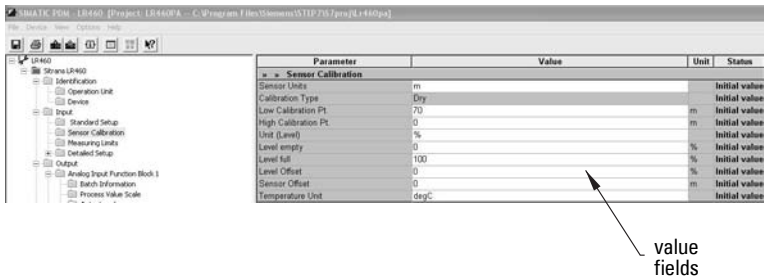 SIMATIC PDM - LR460 [Project: LR460PA -- C:\Program Files\Siemens\STEP7\S7proj\Lr460pa]
File Device View Options Help
LR460
Sitrans LR460
Identification
Operation Unit
Device
Input
Standard Setup
Sensor Calibration
Measuring Limits
Detailed Setup
Output
Analog Input Function Block 1
Batch Information
Process Value Scale
Parameter Value Unit Status
» » Sensor Calibration
Sensor Units m Initial value
Calibration Type Dry Initial value
Low Calibration Pt. 70 m Initial value
High Calibration Pt. 0 m Initial value
Unit (Level) % Initial value
Level empty 0 % Initial value
Level full 100 % Initial value
Level Offset 0 % Initial value
Sensor Offset 0 m Initial value
Temperature Unit degC Initial value
value
fields